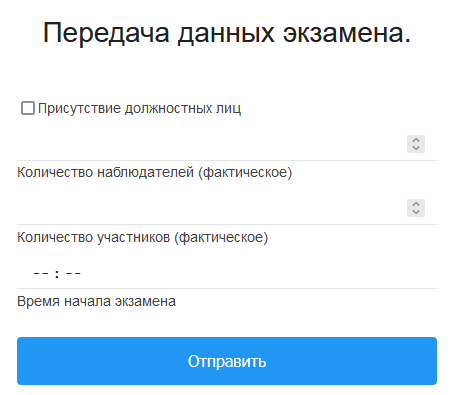 Передача данных экзамена.
Присутствие должностных лиц
Количество наблюдателей (фактическое)
Количество участников (фактическое)
-- : --
Время начала экзамена
Отправить